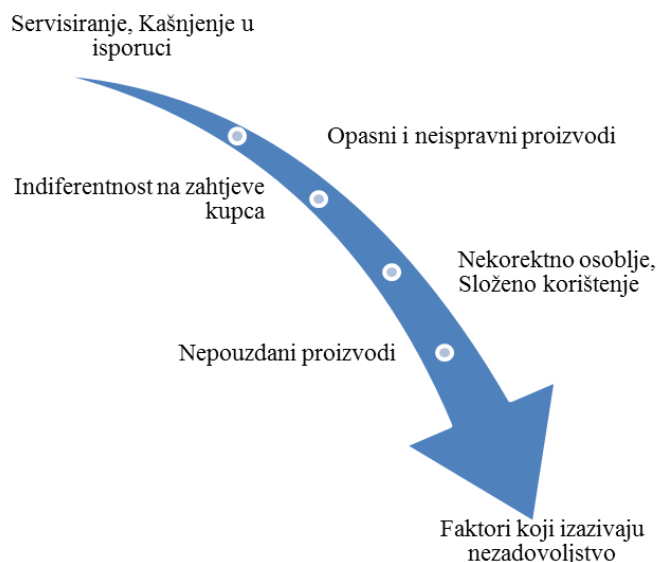 Servisiranje, Kašnjenje u
isporuci
Opasni i neispravni proizvodi
Indiferentnost na zahtjeve
kupca
Nekorektno osoblje,
Složeno korištenje
Nepouzdani proizvodi
Faktori koji izazivaju
nezadovoljstvo